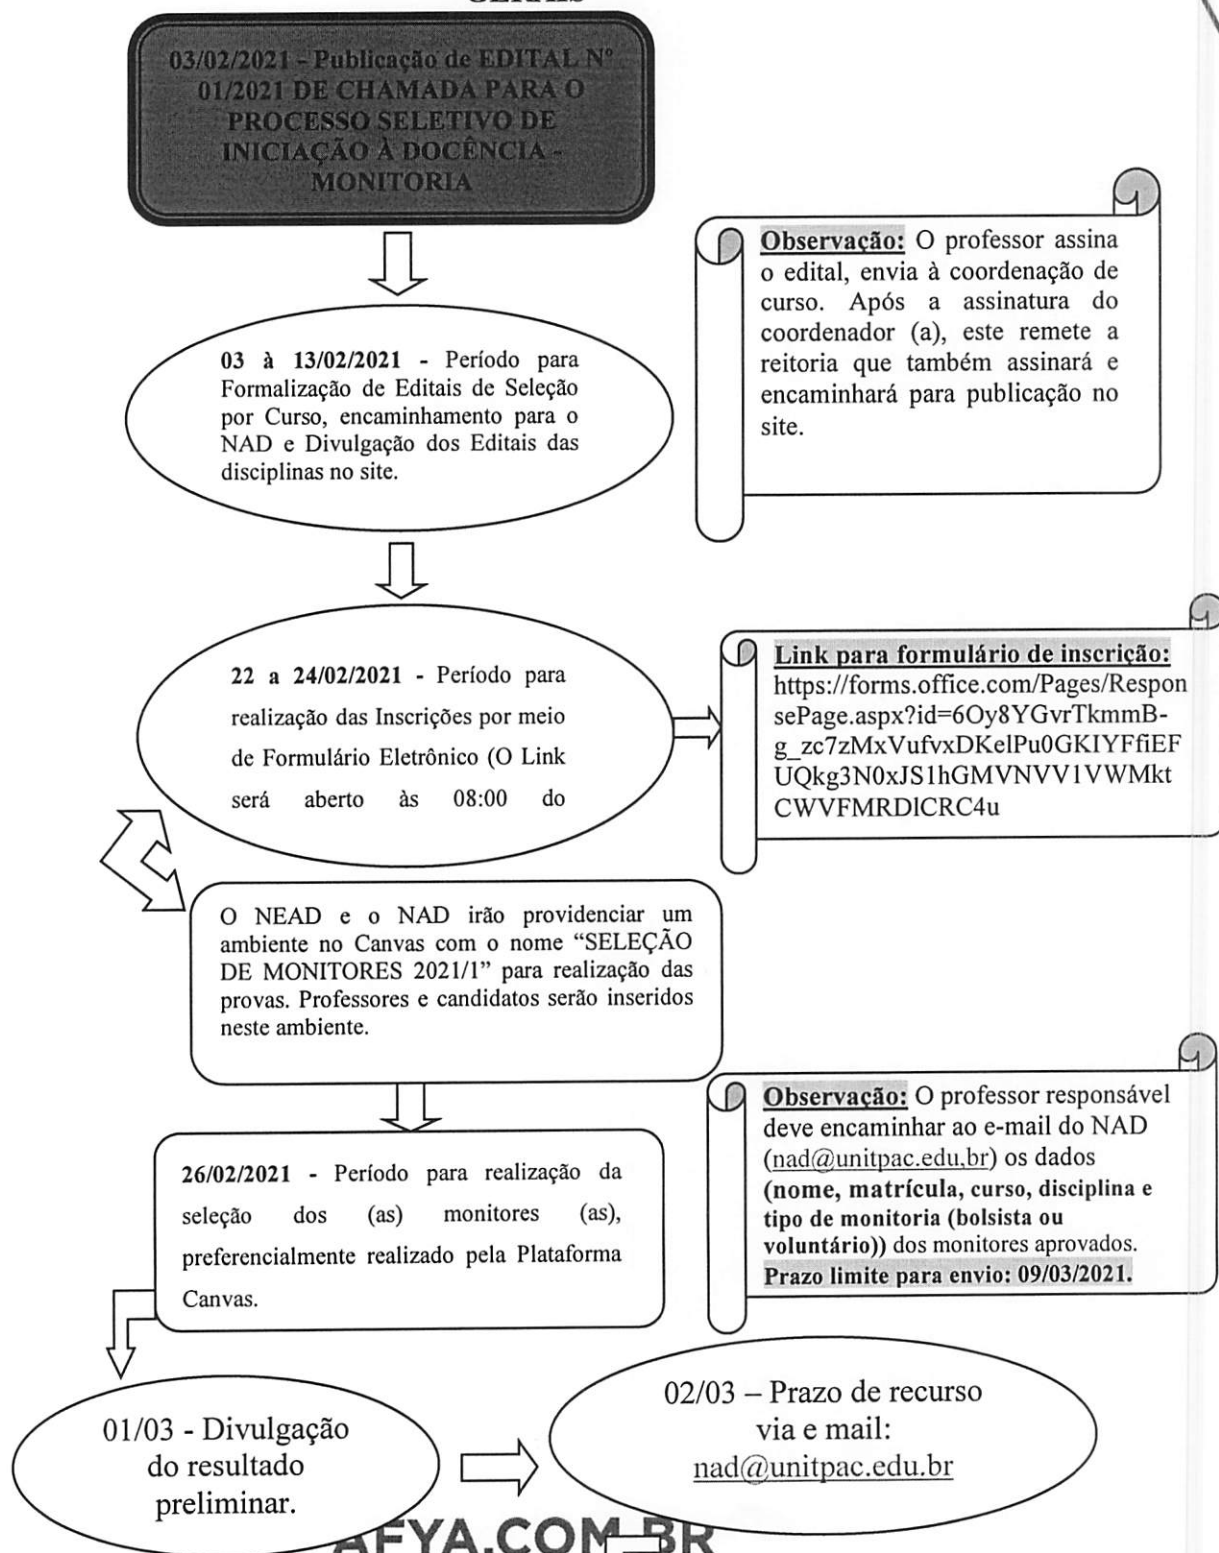 GERAIS
03/02/2021 - Publicação de EDITAL Nº
01/2021 DE CHAMADA PARA O
PROCESSO SELETIVO DE
INICIAÇÃO À DOCÊNCIA -
MONITORIA
Observação: O professor assina
o edital, envia à coordenação de
curso. Após a assinatura do
coordenador (a), este remete a
reitoria que também assinará e
encaminhará para publicação no
site.
03 à 13/02/2021 - Período para
Formalização de Editais de Seleção
por Curso, encaminhamento para o
NAD e Divulgação dos Editais das
disciplinas no site.
22 a 24/02/2021 - Período para
realização das Inscrições por meio
de Formulário Eletrônico (O Link
será aberto às 08:00 do
Link para formulário de inscrição:
https://forms.office.com/Pages/Respon
sePage.aspx?id=6Oy8YGvrTkmmB-
g_zc7zMxVufvxDKelPu0GKIYFfiEF
UQkg3N0xJS1hGMVNVV1VWMkt
CWVFMRDlCRC4u
O NEAD e o NAD irão providenciar um
ambiente no Canvas com o nome “SELEÇÃO
DE MONITORES 2021/1” para realização das
provas. Professores e candidatos serão inseridos
neste ambiente.
Observação: O professor responsável
deve encaminhar ao e-mail do NAD
(nad@unitpac.edu.br) os dados
(nome, matrícula, curso, disciplina e
tipo de monitoria (bolsista ou
voluntário)) dos monitores aprovados.
Prazo limite para envio: 09/03/2021.
26/02/2021 - Período para realização da
seleção dos (as) monitores (as),
preferencialmente realizado pela Plataforma
Canvas.
01/03 - Divulgação
do resultado
preliminar.
02/03 – Prazo de recurso
via e mail:
nad@unitpac.edu.br
AFYA.COM.BR